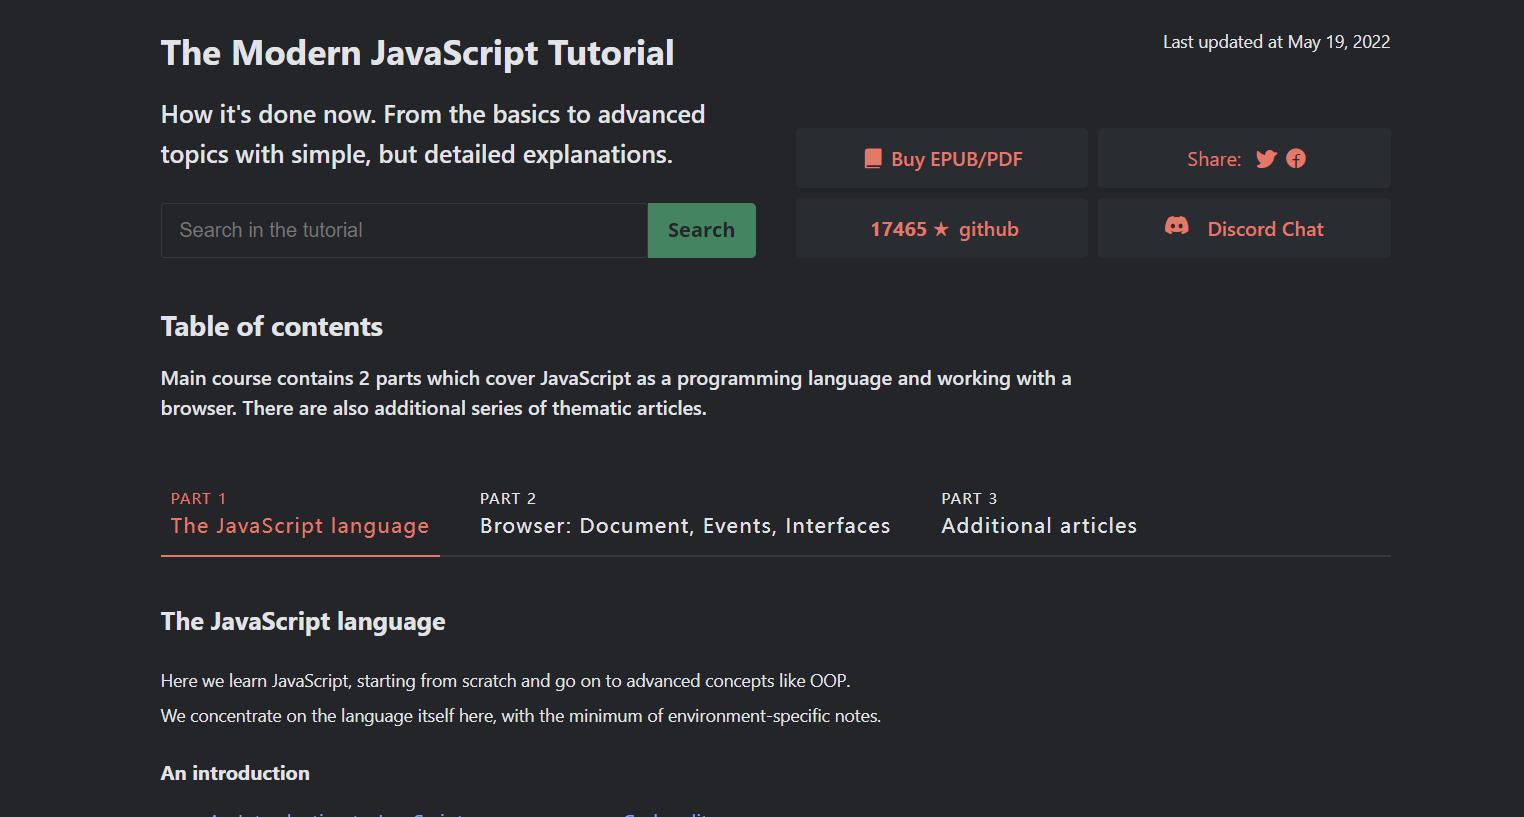 The Modern JavaScript Tutorial
Last updated at May 19, 2022
How it's done now. From the basics to advanced
topics with simple, but detailed explanations.
Buy EPUB/PDF
Share:
Search in the tutorial
Search
17465 ★ github
Discord Chat
Table of contents
Main course contains 2 parts which cover JavaScript as a programming language and working with a
browser. There are also additional series of thematic articles.
PART 1
The JavaScript language
PART 2
Browser: Document, Events, Interfaces
PART 3
Additional articles
The JavaScript language
Here we learn JavaScript, starting from scratch and go on to advanced concepts like OOP.
We concentrate on the language itself here, with the minimum of environment-specific notes.
An introduction